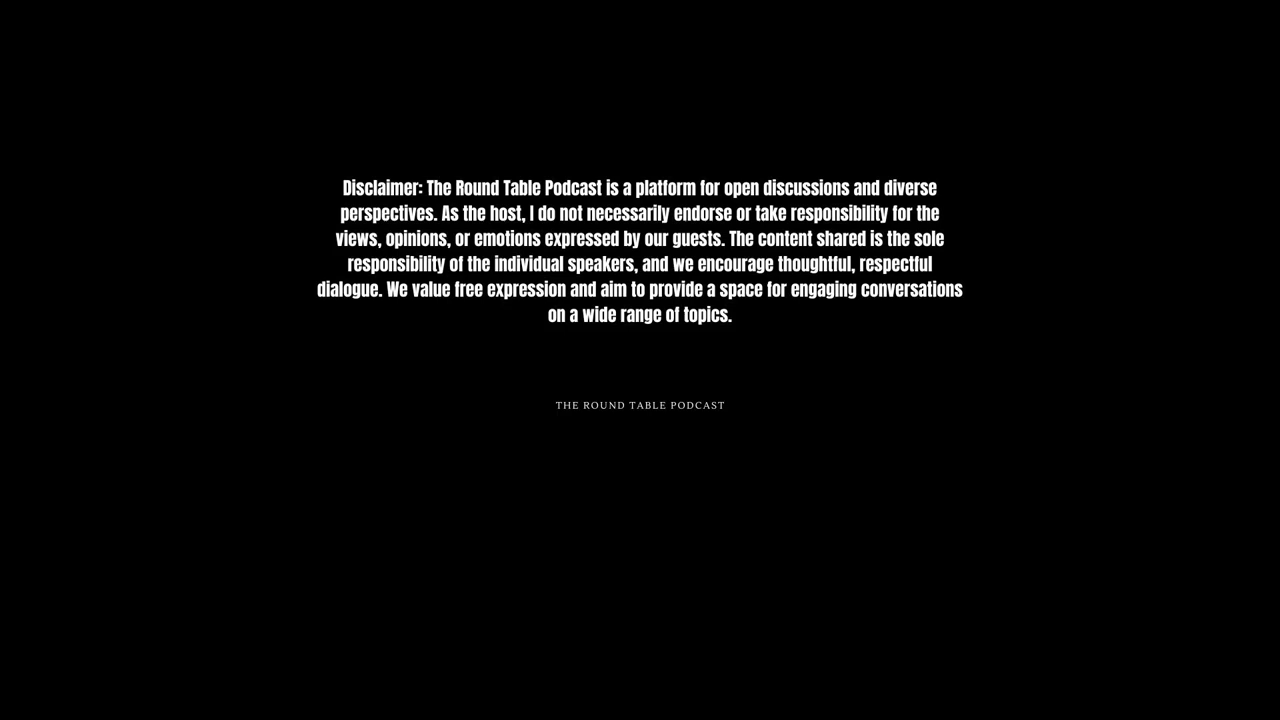 Disclaimer: The Round Table Podcast is a platform for open discussions and diverse
perspectives. As the host, I do not necessarily endorse or take responsibility for the
views, opinions, or emotions expressed by our guests. The content shared is the sole
responsibility of the individual speakers, and we encourage thoughtful, respectful
dialogue. We value free expression and aim to provide a space for engaging conversations
on a wide range of topics.
THE ROUND TABLE PODCAST